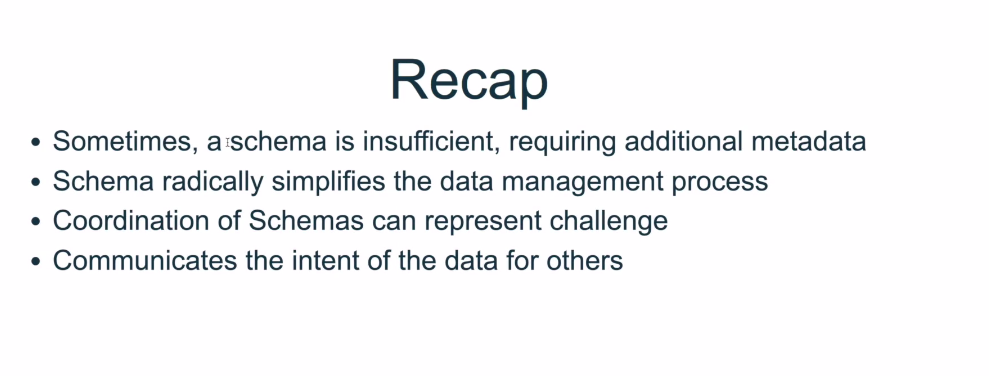 Recap
• Sometimes, a schema is insufficient, requiring additional metadata
• Schema radically simplifies the data management process
• Coordination of Schemas can represent challenge
• Communicates the intent of the data for others